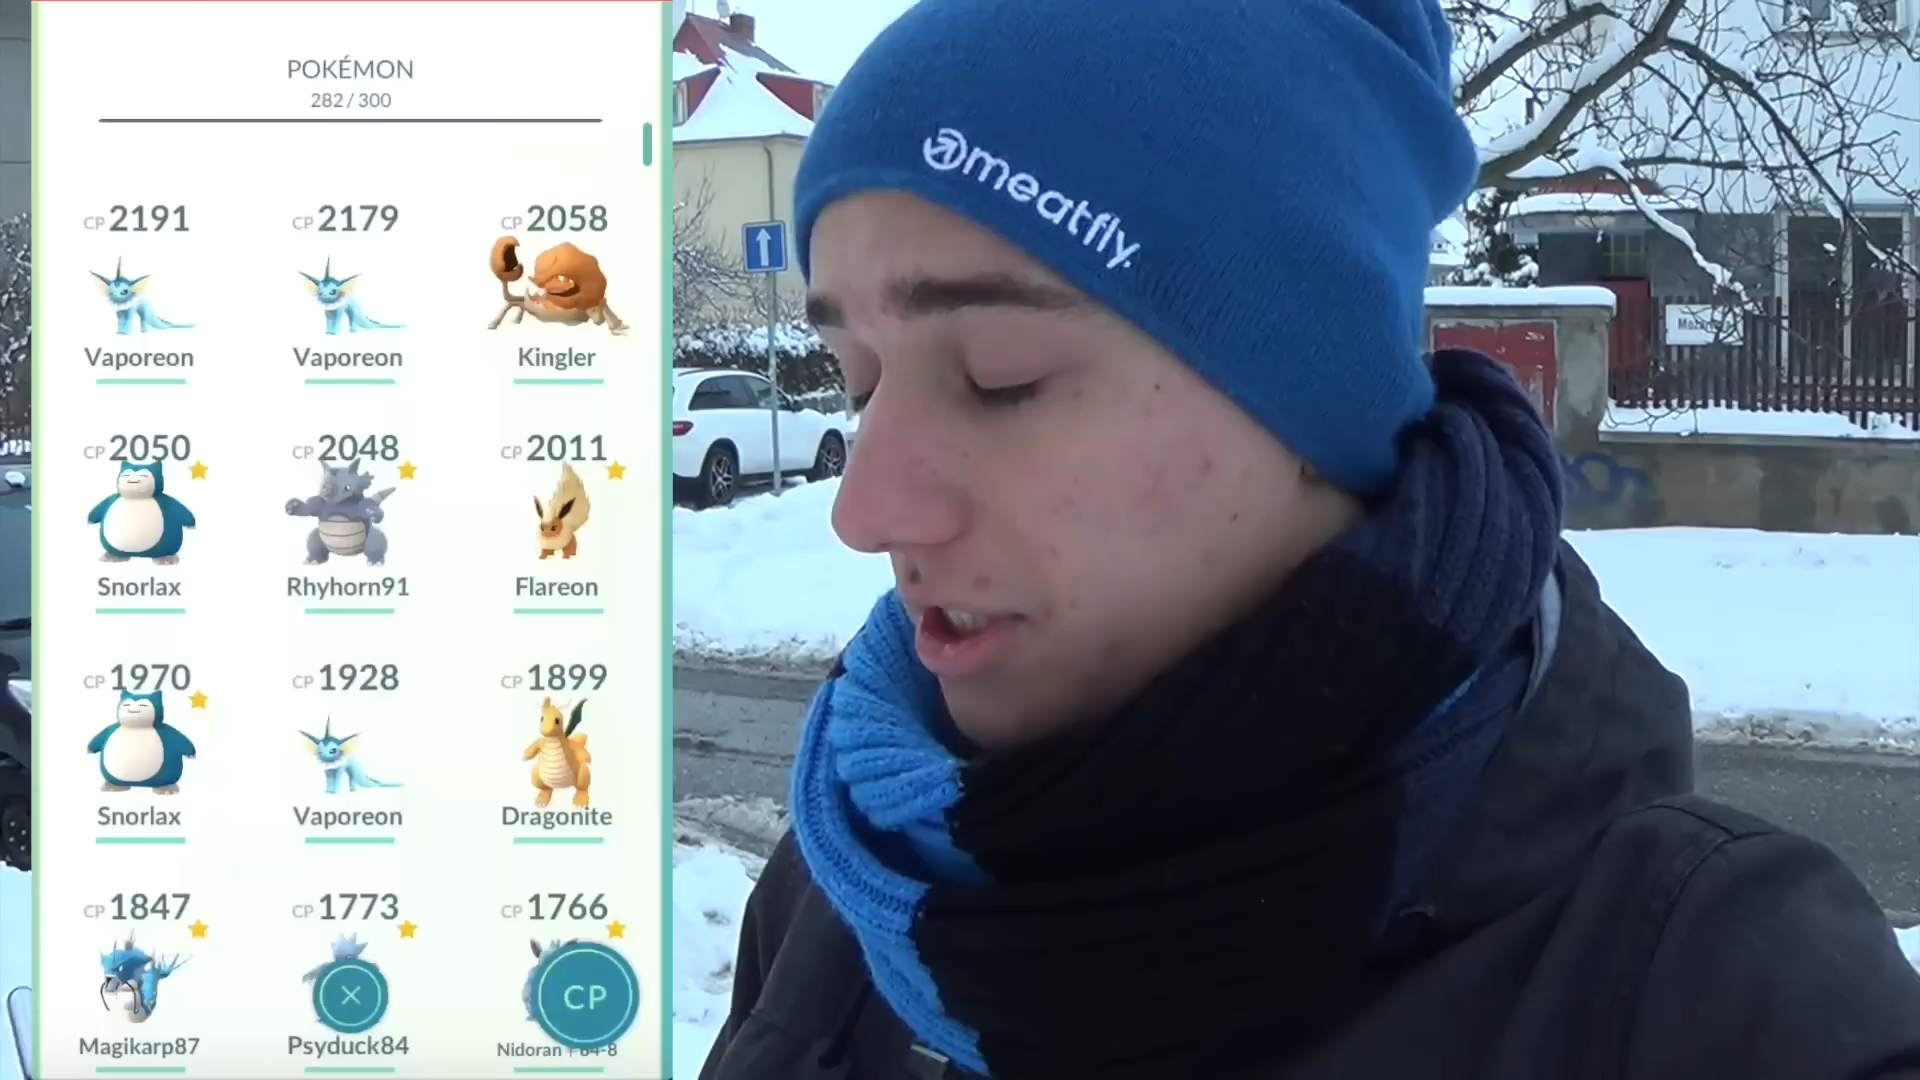 POKÉMON
282 / 300
CP 2191
CP 2179
CP 2058
Vaporeon
Vaporeon
Kingler
CP 2050
CP 2048
CP 2011
Snorlax
Rhyhorn91
Flareon
CP 1970
CP 1928
CP 1899
Snorlax
Vaporeon
Dragonite
CP 1847
CP 1773
CP 1766
CP
Magikarp87
Psyduck84
Nidoran
meatfly.